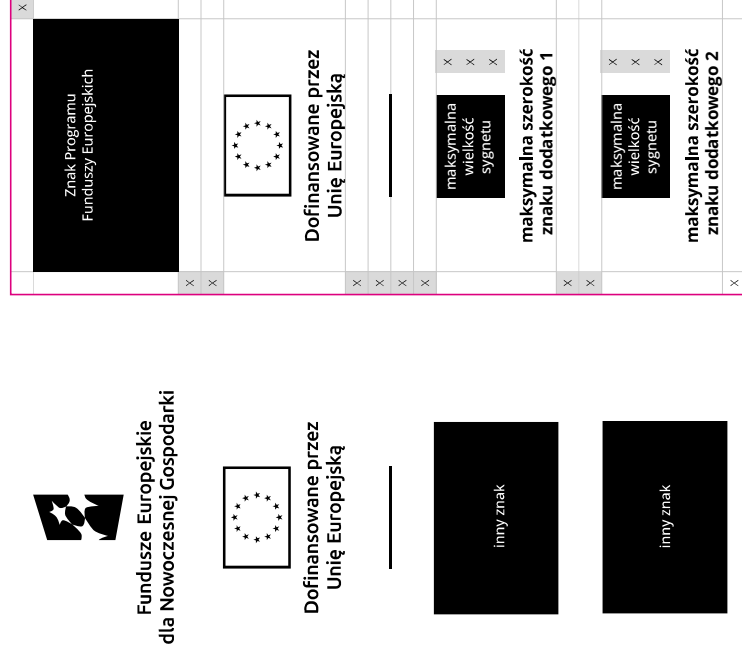 X
Znak Programu
Funduszy Europejskich
X
X
Dofinansowane przez
Unię Europejską
X
X
X
X
X
X
X
maksymalna
wielkość
sygnetu
maksymalna szerokość
znaku dodatkowego 1
X
X
X
X
X
maksymalna
wielkość
sygnetu
maksymalna szerokość
znaku dodatkowego 2
X
Fundusze Europejskie
dla Nowoczesnej Gospodarki
Dofinansowane przez
Unię Europejską
inny znak
inny znak